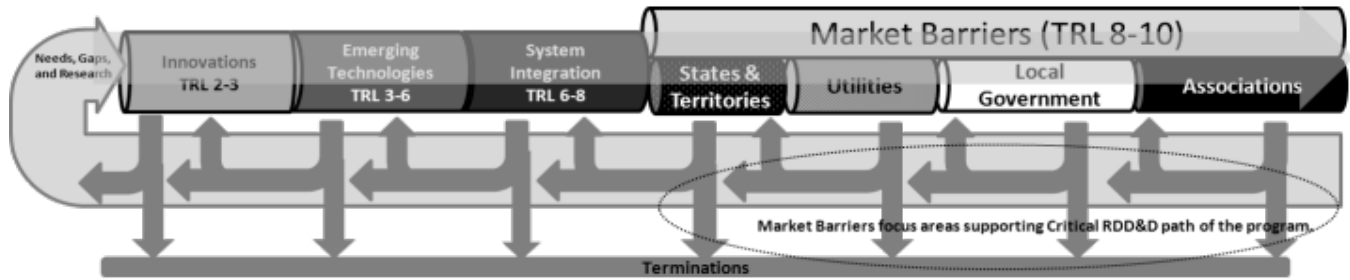 Needs, Gaps,
and Research
Innovations
TRL 2-3
Emerging
Technologies
TRL 3-6
System
Integration
TRL 6-8
Market Barriers (TRL 8-10)
States &
Territories
Utilities
Local
Government
Associations
Market Barriers focus areas supporting Critical RDD&D path of the program.
Terminations